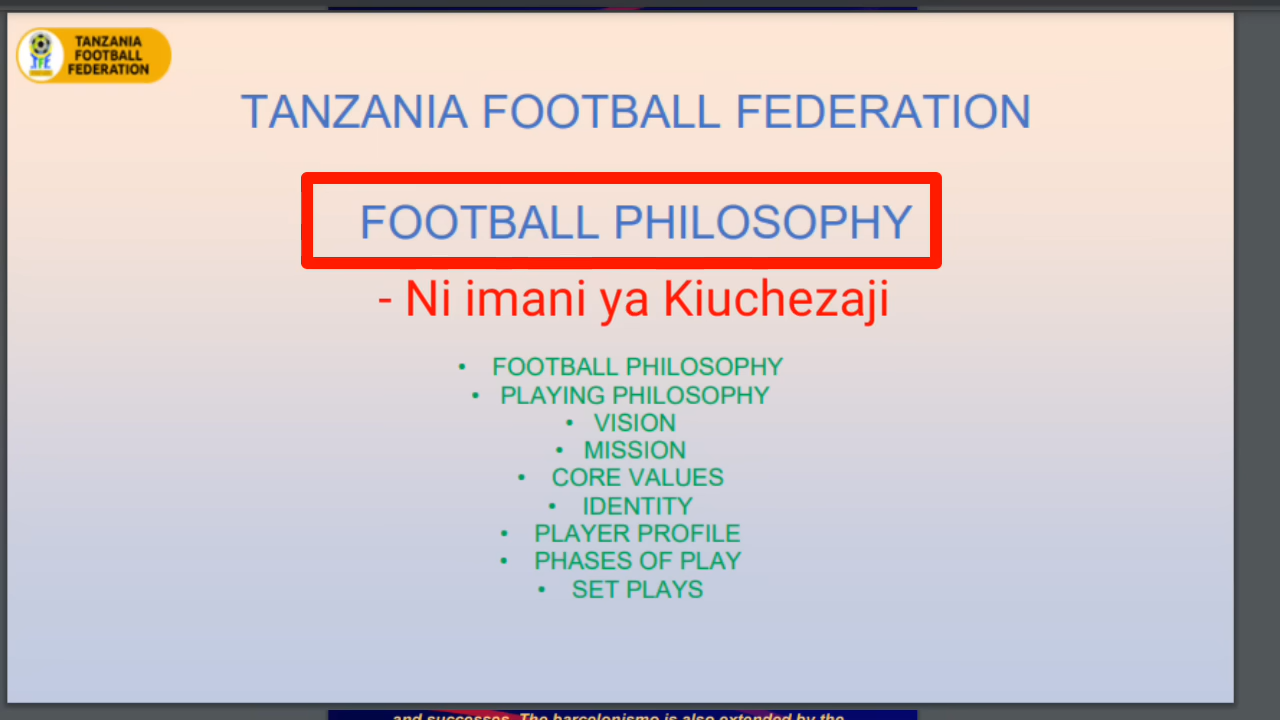 TANZANIA
FOOTBALL
FEDERATION
TANZANIA FOOTBALL FEDERATION
FOOTBALL PHILOSOPHY
- Ni imani ya Kiuchezaji
• FOOTBALL PHILOSOPHY
• PLAYING PHILOSOPHY
• VISION
• MISSION
• CORE VALUES
• IDENTITY
• PLAYER PROFILE
• PHASES OF PLAY
• SET PLAYS
and successes. The barcelonismo is also extended by the